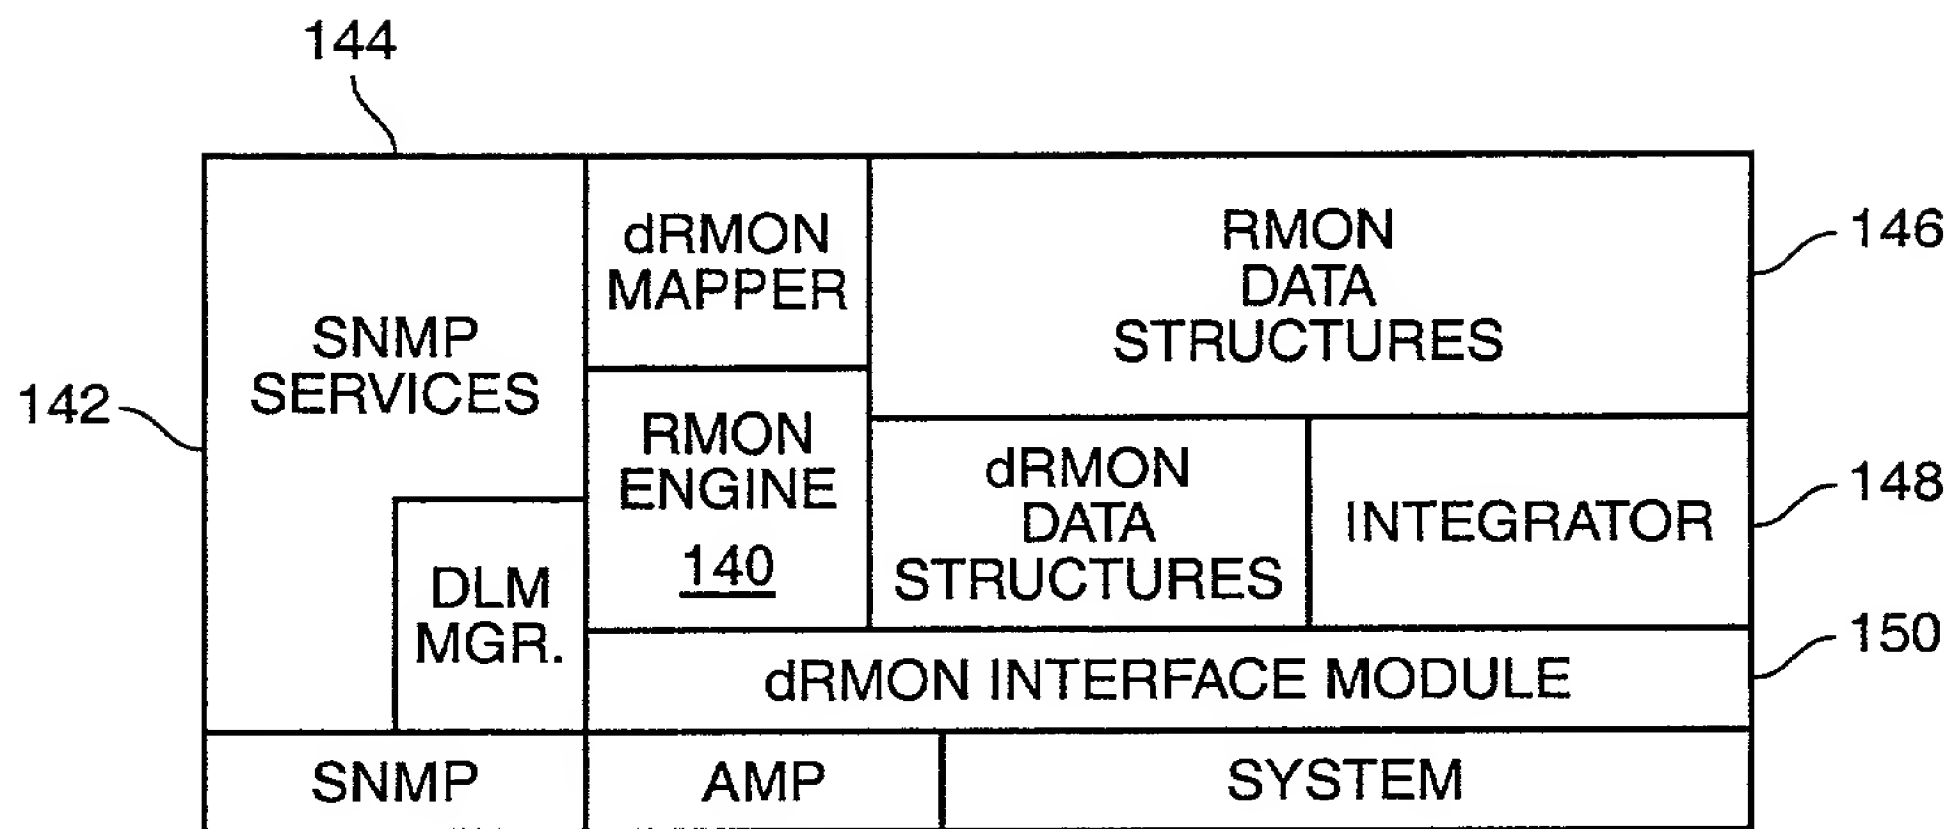 144
SNMP
SERVICES
142
dRMON
MAPPER
RMON
DATA
STRUCTURES
146
RMON
ENGINE
140
dRMON
DATA
STRUCTURES
INTEGRATOR
148
DLM
MGR.
dRMON INTERFACE MODULE
150
SNMP
AMP
SYSTEM